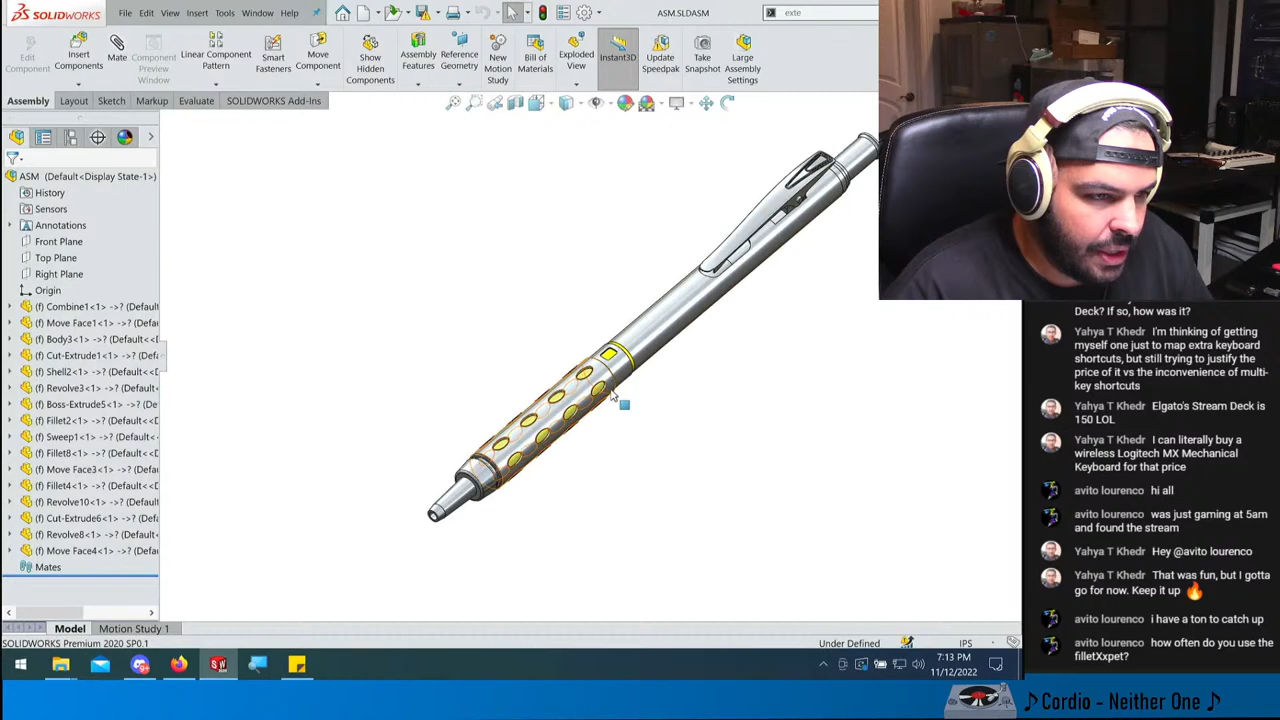 SOLIDWORKS File Edit View Insert Tools Window Help ASM.SLDASM exte
Edit Component
Insert Components
Mate
Component Preview Window
Linear Component Pattern
Smart Fasteners
Move Component
Show Hidden Components
Assembly Features
Reference Geometry
New Motion Study
Bill of Materials
Exploded View
Instant3D
Update Speedpak
Take Snapshot
Large Assembly Settings
Assembly Layout Sketch Markup Evaluate SOLIDWORKS Add-Ins
ASM (Default<Display State-1>)
History
Sensors
Annotations
Front Plane
Top Plane
Right Plane
Origin
(f) Combine1<1> ->? (Default
(f) Move Face1<1> ->? (Defau
(f) Body3<1> ->? (Default<<D
(f) Cut-Extrude1<1> ->? (Defa
(f) Shell2<1> ->? (Default<<D
(f) Revolve3<1> ->? (Default<
(f) Boss-Extrude5<1> ->? (De
(f) Fillet2<1> ->? (Default<<D
(f) Sweep1<1> ->? (Default<
(f) Fillet8<1> ->? (Default<<D
(f) Move Face3<1> ->? (Defau
(f) Fillet4<1> ->? (Default<<D
(f) Revolve10<1> ->? (Default
(f) Cut-Extrude6<1> ->? (Defa
(f) Revolve8<1> ->? (Default<
(f) Move Face4<1> ->? (Defau
Mates
Model Motion Study 1
SOLIDWORKS Premium 2020 SP0.1 Under Defined IPS
7:13 PM
11/12/2022
Deck? If so, how was it?
Yahya T Khedr I'm thinking of getting
myself one just to map extra keyboard
shortcuts, but still trying to justify the
price of it vs the inconvenience of multi-
key shortcuts
Yahya T Khedr Elgato's Stream Deck is
150 LOL
Yahya T Khedr I can literally buy a
wireless Logitech MX Mechanical
Keyboard for that price
avito lourenco hi all
avito lourenco was just gaming at 5am
and found the stream
Yahya T Khedr Hey @avito lourenco
Yahya T Khedr That was fun, but I gotta
go for now. Keep it up 🔥
avito lourenco i have a ton to catch up
avito lourenco how often do you use the
filletXxpet?
♪ Cordio - Neither One ♪